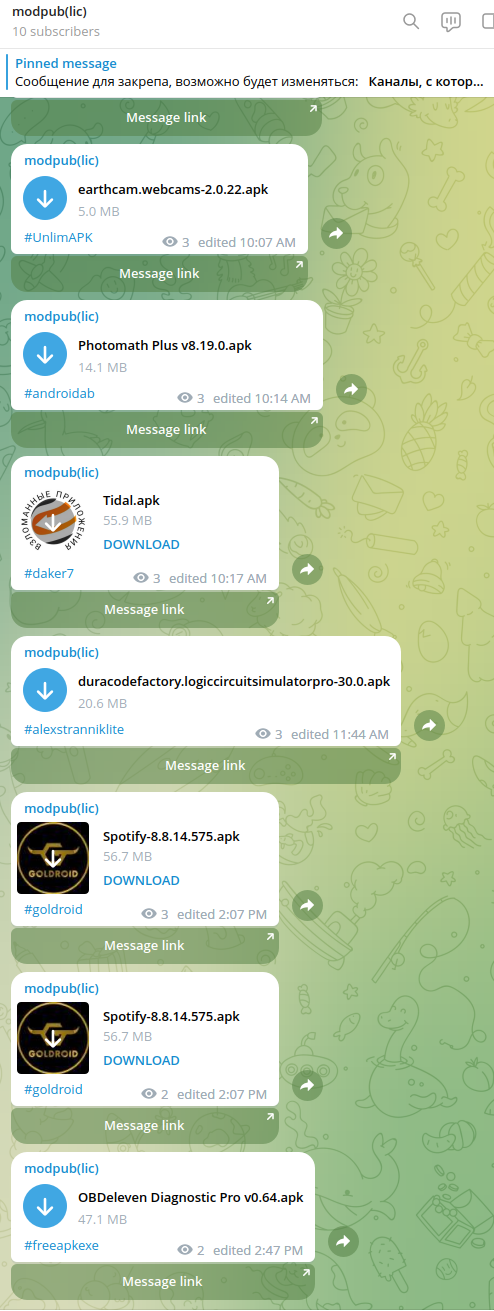 modpub(lic)
10 subscribers
Pinned message
Сообщение для закрепа, возможно будет изменяться: Каналы, с котор...
Message link
modpub(lic)
earthcam.webcams-2.0.22.apk
5.0 MB
#UnlimAPK 3 edited 10:07 AM
Message link
modpub(lic)
Photomath Plus v8.19.0.apk
14.1 MB
#androidab 3 edited 10:14 AM
Message link
modpub(lic)
ВЗЛОМАННЫЕ ПРИЛОЖЕНИЯ
Tidal.apk
55.9 MB
DOWNLOAD
#daker7 3 edited 10:17 AM
Message link
modpub(lic)
duracodefactory.logiccircuitsimulatorpro-30.0.apk
20.6 MB
#alexstranniklite 3 edited 11:44 AM
Message link
modpub(lic)
Spotify-8.8.14.575.apk
56.7 MB
GOLDROID
DOWNLOAD
#goldroid 3 edited 2:07 PM
Message link
modpub(lic)
Spotify-8.8.14.575.apk
56.7 MB
GOLDROID
DOWNLOAD
#goldroid 2 edited 2:07 PM
Message link
modpub(lic)
OBDeleven Diagnostic Pro v0.64.apk
47.1 MB
#freeapkexe 2 edited 2:47 PM
Message link